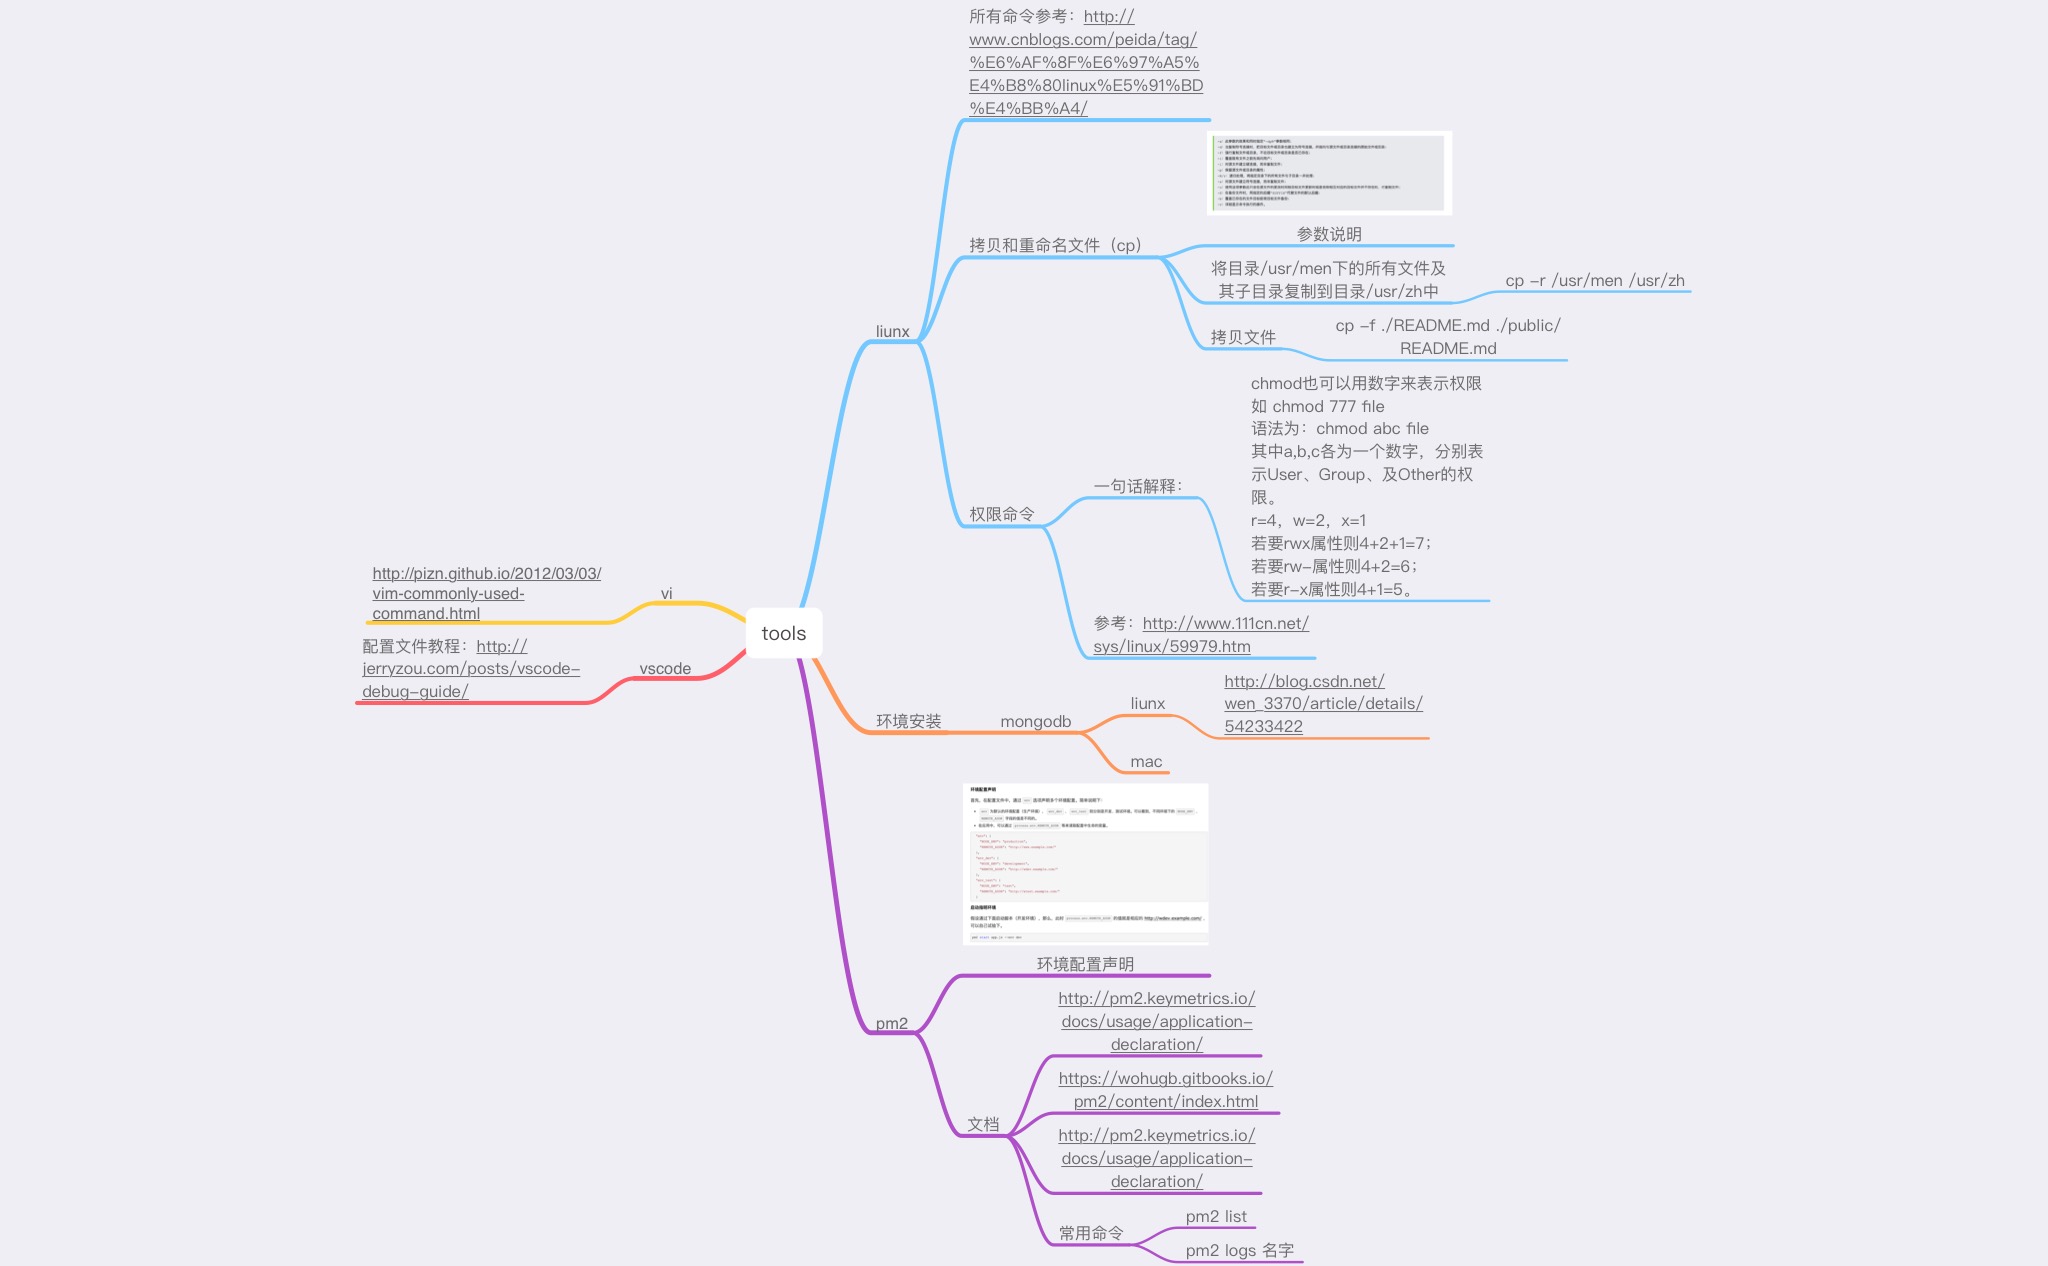 所有命令参考：http://
www.cnblogs.com/peida/tag/
%E6%AF%8F%E6%97%A5%
E4%B8%80linux%E5%91%BD
%E4%BB%A4/
拷贝和重命名文件（cp）
参数说明
将目录/usr/men下的所有文件及
其子目录复制到目录/usr/zh中
cp -r /usr/men /usr/zh
拷贝文件
cp -f ./README.md ./public/
README.md
liunx
chmod也可以用数字来表示权限
如 chmod 777 file
语法为：chmod abc file
其中a,b,c各为一个数字，分别表
示User、Group、及Other的权
限。
r=4，w=2，x=1
若要rwx属性则4+2+1=7；
若要rw-属性则4+2=6；
若要r-x属性则4+1=5。
一句话解释：
权限命令
参考：http://www.111cn.net/
sys/linux/59979.htm
http://pizn.github.io/2012/03/03/
vim-commonly-used-
command.html
vi
tools
配置文件教程：http://
jerryzou.com/posts/vscode-
debug-guide/
vscode
环境安装
mongodb
liunx
http://blog.csdn.net/
wen_3370/article/details/
54233422
mac
环境配置声明
启动指明环境
环境配置声明
pm2
http://pm2.keymetrics.io/
docs/usage/application-
declaration/
https://wohugb.gitbooks.io/
pm2/content/index.html
文档
http://pm2.keymetrics.io/
docs/usage/application-
declaration/
常用命令
pm2 list
pm2 logs 名字